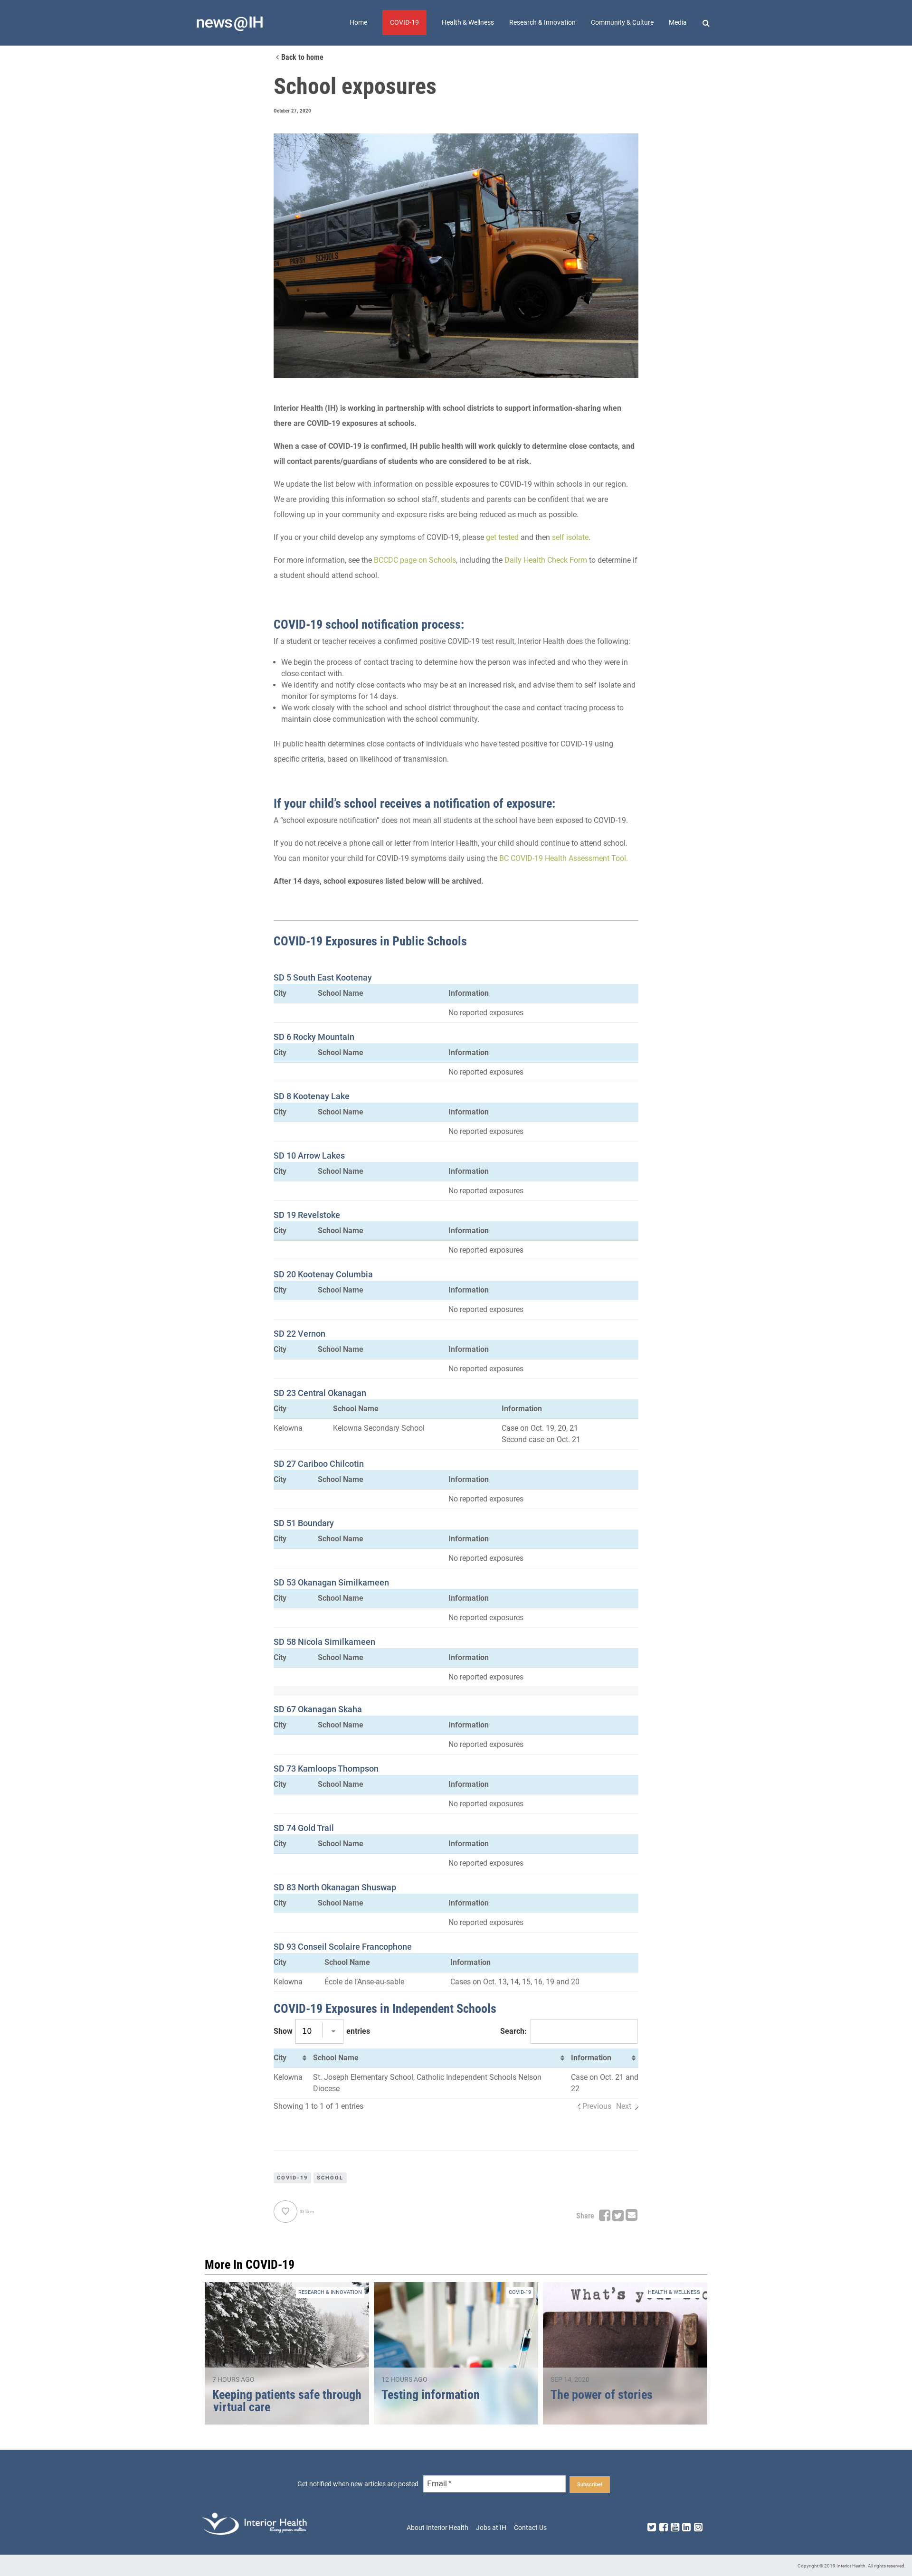 news@IH
Home
COVID-19
Health & Wellness
Research & Innovation
Community & Culture
Media
Back to home
School exposures
October 27, 2020
SCHOOLS
Interior Health (IH) is working in partnership with school districts to support information-sharing when
there are COVID-19 exposures at schools.
When a case of COVID-19 is confirmed, IH public health will work quickly to determine close contacts, and
will contact parents/guardians of students who are considered to be at risk.
We update the list below with information on possible exposures to COVID-19 within schools in our region.
We are providing this information so school staff, students and parents can be confident that we are
following up in your community and exposure risks are being reduced as much as possible.
If you or your child develop any symptoms of COVID-19, please get tested and then self isolate.
For more information, see the BCCDC page on Schools, including the Daily Health Check Form to determine if
a student should attend school.
COVID-19 school notification process:
If a student or teacher receives a confirmed positive COVID-19 test result, Interior Health does the following:
• We begin the process of contact tracing to determine how the person was infected and who they were in
close contact with.
• We identify and notify close contacts who may be at an increased risk, and advise them to self isolate and
monitor for symptoms for 14 days.
• We work closely with the school and school district throughout the case and contact tracing process to
maintain close communication with the school community.
IH public health determines close contacts of individuals who have tested positive for COVID-19 using
specific criteria, based on likelihood of transmission.
If your child's school receives a notification of exposure:
A “school exposure notification” does not mean all students at the school have been exposed to COVID-19.
If you do not receive a phone call or letter from Interior Health, your child should continue to attend school.
You can monitor your child for COVID-19 symptoms daily using the BC COVID-19 Health Assessment Tool.
After 14 days, school exposures listed below will be archived.
COVID-19 Exposures in Public Schools
SD 5 South East Kootenay
City School Name Information
No reported exposures
SD 6 Rocky Mountain
City School Name Information
No reported exposures
SD 8 Kootenay Lake
City School Name Information
No reported exposures
SD 10 Arrow Lakes
City School Name Information
No reported exposures
SD 19 Revelstoke
City School Name Information
No reported exposures
SD 20 Kootenay Columbia
City School Name Information
No reported exposures
SD 22 Vernon
City School Name Information
No reported exposures
SD 23 Central Okanagan
City School Name Information
Kelowna Kelowna Secondary School Case on Oct. 19, 20, 21
Second case on Oct. 21
SD 27 Cariboo Chilcotin
City School Name Information
No reported exposures
SD 51 Boundary
City School Name Information
No reported exposures
SD 53 Okanagan Similkameen
City School Name Information
No reported exposures
SD 58 Nicola Similkameen
City School Name Information
No reported exposures
SD 67 Okanagan Skaha
City School Name Information
No reported exposures
SD 73 Kamloops Thompson
City School Name Information
No reported exposures
SD 74 Gold Trail
City School Name Information
No reported exposures
SD 83 North Okanagan Shuswap
City School Name Information
No reported exposures
SD 93 Conseil Scolaire Francophone
City School Name Information
Kelowna École de l'Anse-au-sable Cases on Oct. 13, 14, 15, 16, 19 and 20
COVID-19 Exposures in Independent Schools
Show 10 entries Search:
City School Name Information
Kelowna St. Joseph Elementary School, Catholic Independent Schools Nelson Case on Oct. 21 and
Diocese 22
Showing 1 to 1 of 1 entries Previous Next
COVID-19 SCHOOL
likes
Share
More In COVID-19
RESEARCH & INNOVATION
7 HOURS AGO
Keeping patients safe through
virtual care
COVID-19
12 HOURS AGO
Testing information
What's your
HEALTH & WELLNESS
SEP 14, 2020
The power of stories
Get notified when new articles are posted
Email *
Subscribe!
Interior Health
Every person matters
About Interior Health
Jobs at IH
Contact Us
Copyright © 2019 Interior Health. All rights reserved.